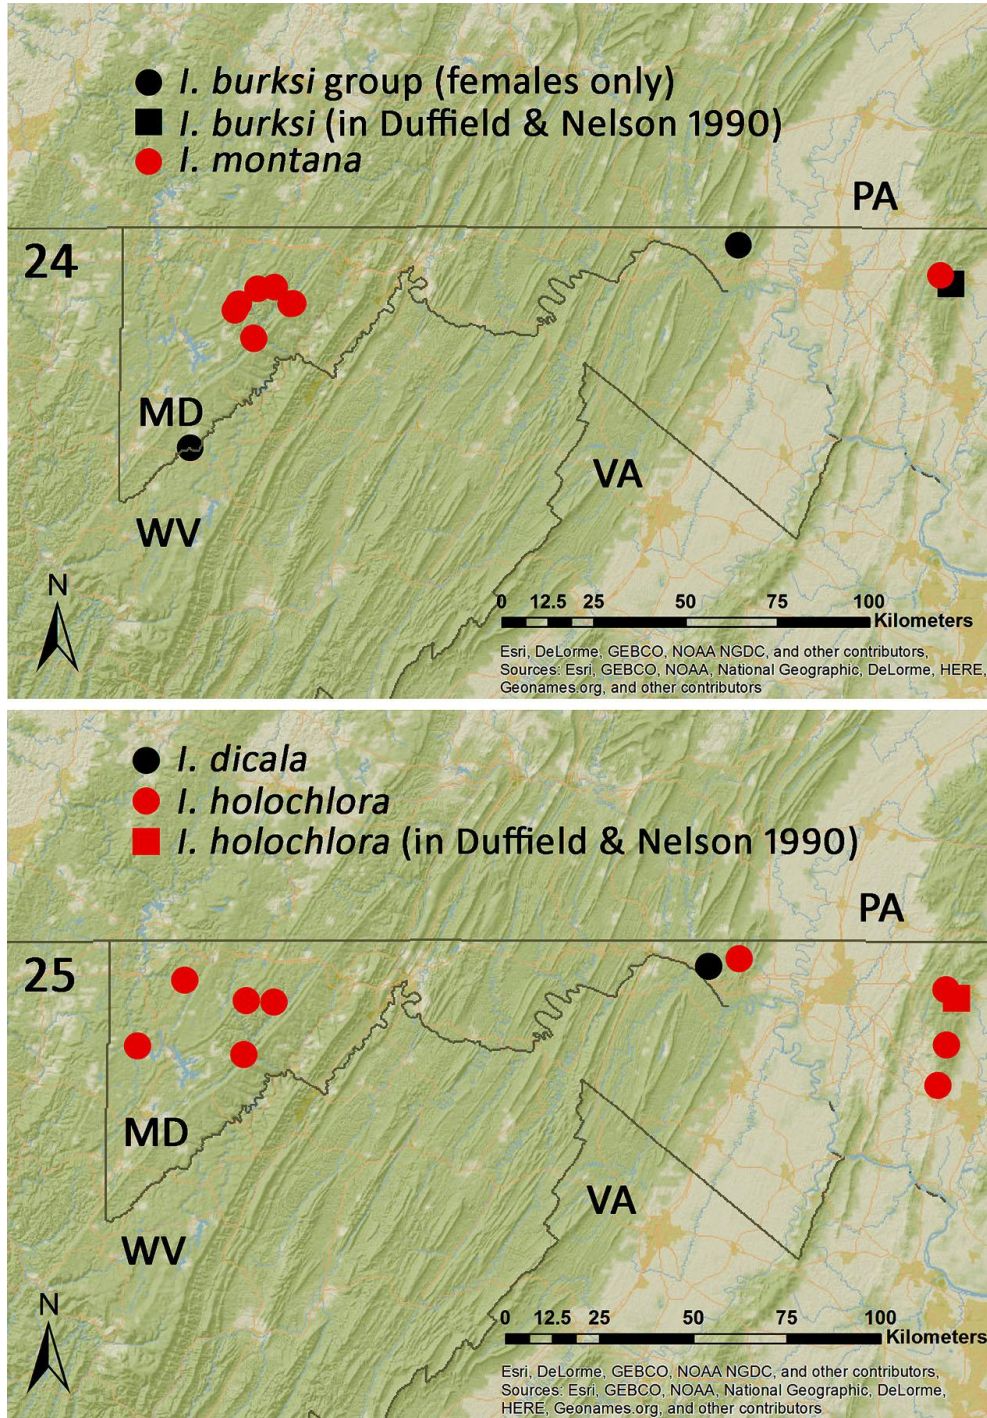 I. burksi group (females only)
I. burksi (in Duffield & Nelson 1990)
I. montana
PA
24
MD
VA
WV
N
0 12.5 25 50 75 100
Kilometers
Esri, DeLorme, GEBCO, NOAA NGDC, and other contributors,
Sources: Esri, GEBCO, NOAA, National Geographic, DeLorme, HERE,
Geonames.org, and other contributors
I. dicala
I. holochlora
I. holochlora (in Duffield & Nelson 1990)
PA
25
MD
VA
WV
N
0 12.5 25 50 75 100
Kilometers
Esri, DeLorme, GEBCO, NOAA NGDC, and other contributors,
Sources: Esri, GEBCO, NOAA, National Geographic, DeLorme,
HERE, Geonames.org, and other contributors